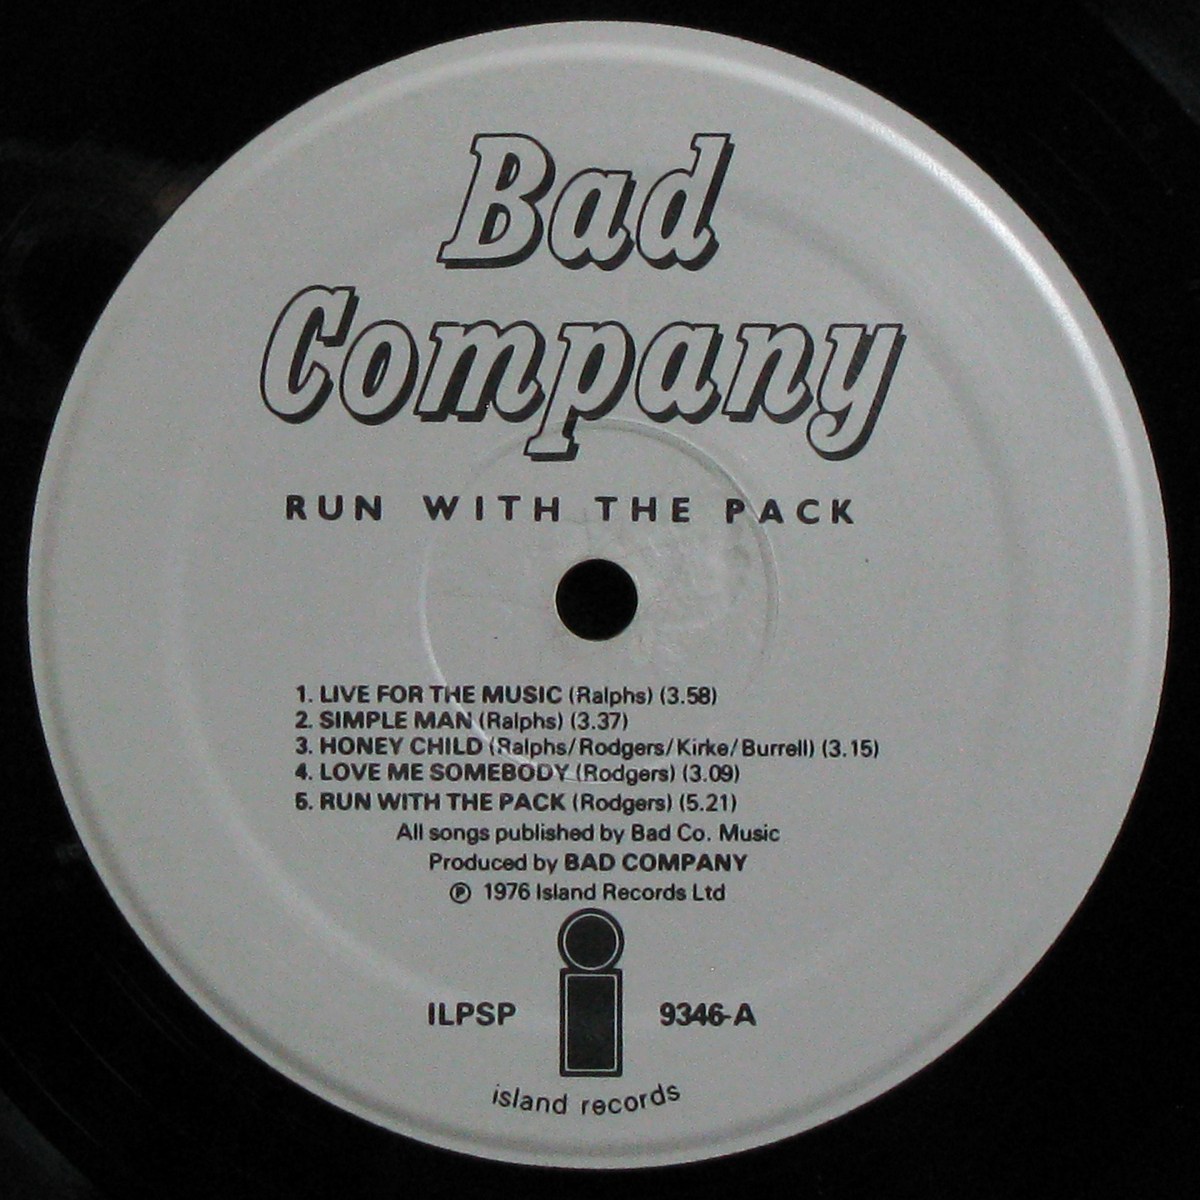 Bad
Company
RUN WITH THE PACK
1. LIVE FOR THE MUSIC (Ralphs) (3.58)
2. SIMPLE MAN (Ralphs) (3.37)
3. HONEY CHILD (Ralphs/Rodgers/Kirke/Burrell) (3.15)
4. LOVE ME SOMEBODY (Rodgers) (3.09)
5. RUN WITH THE PACK (Rodgers) (5.21)
All songs published by Bad Co. Music
Produced by BAD COMPANY
℗ 1976 Island Records Ltd
i
ILPSP 9346-A
island records